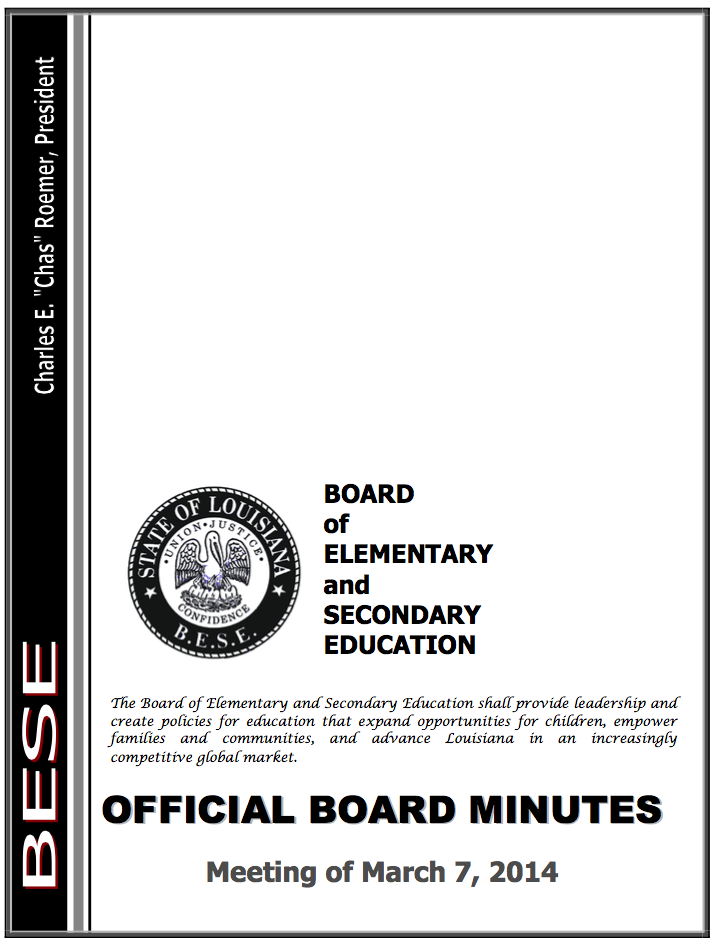 Charles E. "Chas" Roemer, President
BESE
STATE OF LOUISIANA
UNION • JUSTICE
CONFIDENCE
B.E.S.E.
BOARD
of
ELEMENTARY
and
SECONDARY
EDUCATION
The Board of Elementary and Secondary Education shall provide leadership and
create policies for education that expand opportunities for children, empower
families and communities, and advance Louisiana in an increasingly
competitive global market.
OFFICIAL BOARD MINUTES
Meeting of March 7, 2014